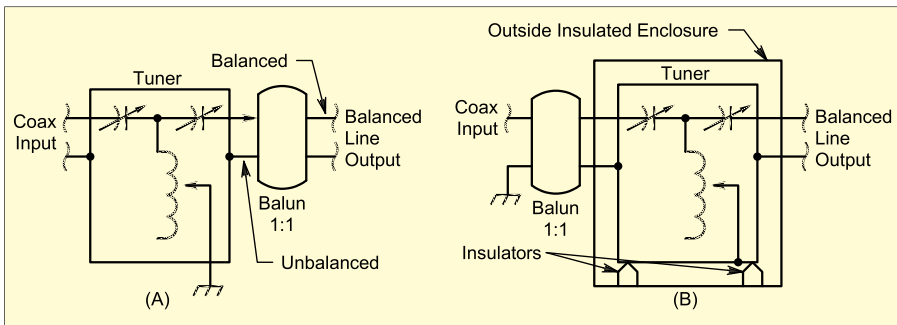 Balanced
Tuner
Coax
Input
Balanced
Line
Output
Balun
1:1
Unbalanced
(A)
Outside Insulated Enclosure
Tuner
Coax
Input
Balanced
Line
Output
Balun
1:1
Insulators
(B)